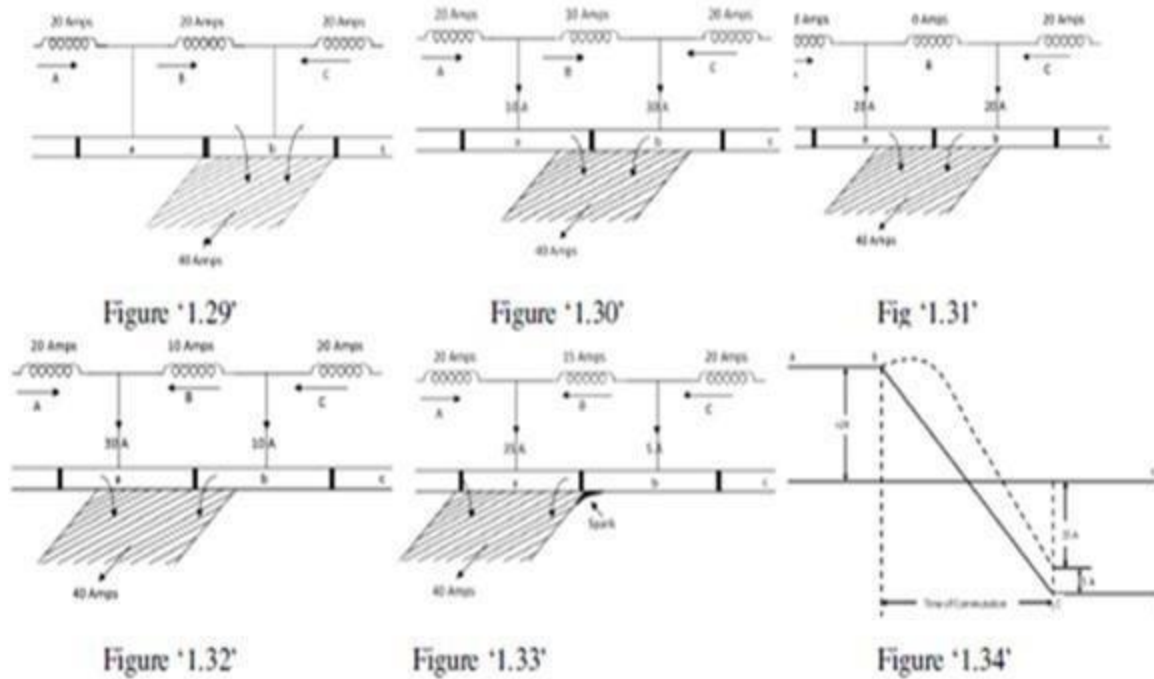 20 Amps 20 Amps 20 Amps
A B C
a b c
40 Amps
Figure ‘1.29’
20 Amps 10 Amps 20 Amps
A B C
10 A 30 A
b c
40 Amps
Figure ‘1.30’
Amps 0 Amps 20 Amps
B C
20 A 20 A
a b c
40 Amps
Fig ‘1.31’
20 Amps 10 Amps 20 Amps
A B C
30 A 10 A
a b c
40 Amps
Figure ‘1.32’
20 Amps 15 Amps 20 Amps
A C
35 A 5 A
a b c
Spark
40 Amps
Figure ‘1.33’
A B
5 A
Time of Commutation C
Figure ‘1.34’